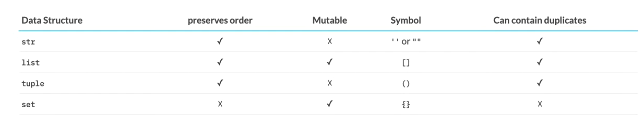 Data Structure preserves order Mutable Symbol Can contain duplicates
str ✓ X '' or "" ✓
list ✓ ✓ [] ✓
tuple ✓ X () ✓
set X ✓ {} X